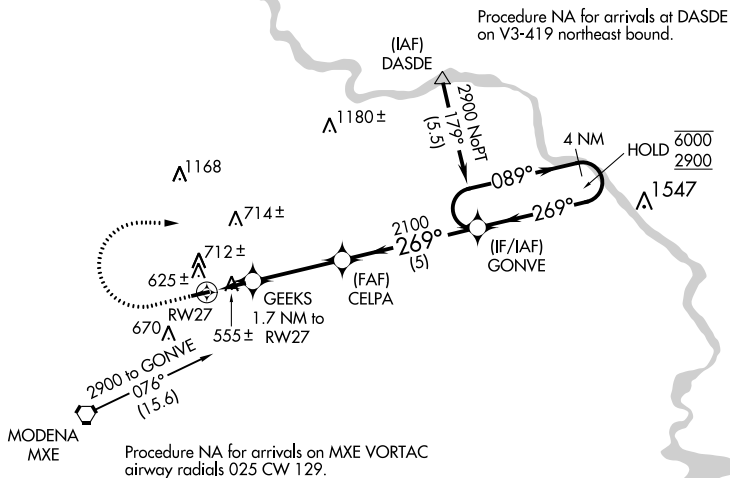 Procedure NA for arrivals at DASDE
on V3-419 northeast bound.
(IAF)
DASDE
2900 NoPT
179°
(5.5)
1180 ±
4 NM
HOLD
6000
2900
089°
1168
1547
269°
714 ±
2100
269°
(5)
(IF/IAF)
GONVE
712 ±
(FAF)
CELPA
625 ±
GEEKS
1.7 NM to
RW27
RW27
555 ±
670
2900 to GONVE
076°
(15.6)
MODENA
MXE
Procedure NA for arrivals on MXE VORTAC
airway radials 025 CW 129.